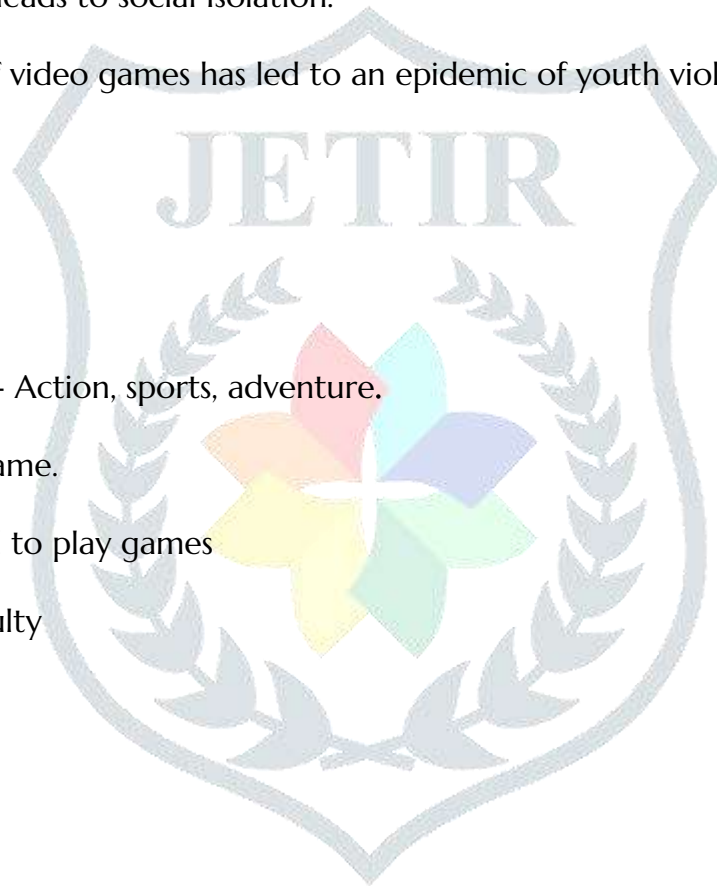 leads to social isolation.
video games has led to an epidemic of youth
JETIR
- Action, sports, adventure.
ame.
to play games
ulty